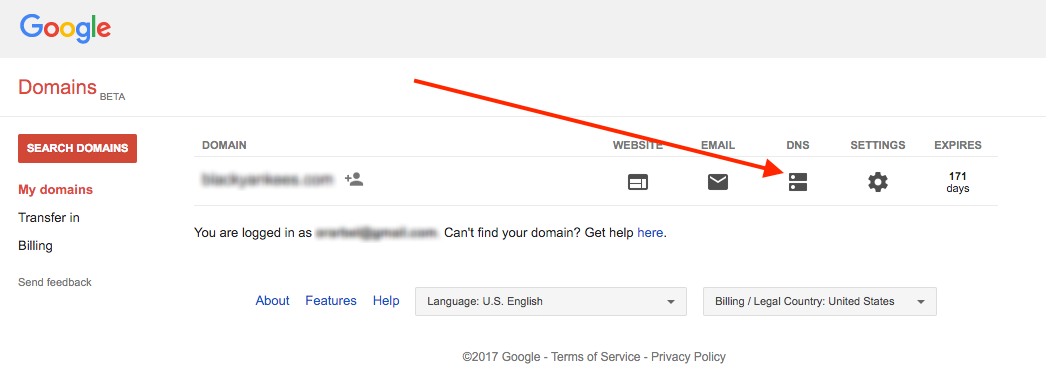 Google
Domains BETA
SEARCH DOMAINS
My domains
Transfer in
Billing
Send feedback
DOMAIN WEBSITE EMAIL DNS SETTINGS EXPIRES
171
days
You are logged in as Can't find your domain? Get help here.
About Features Help Language: U.S. English Billing / Legal Country: United States
©2017 Google - Terms of Service - Privacy Policy